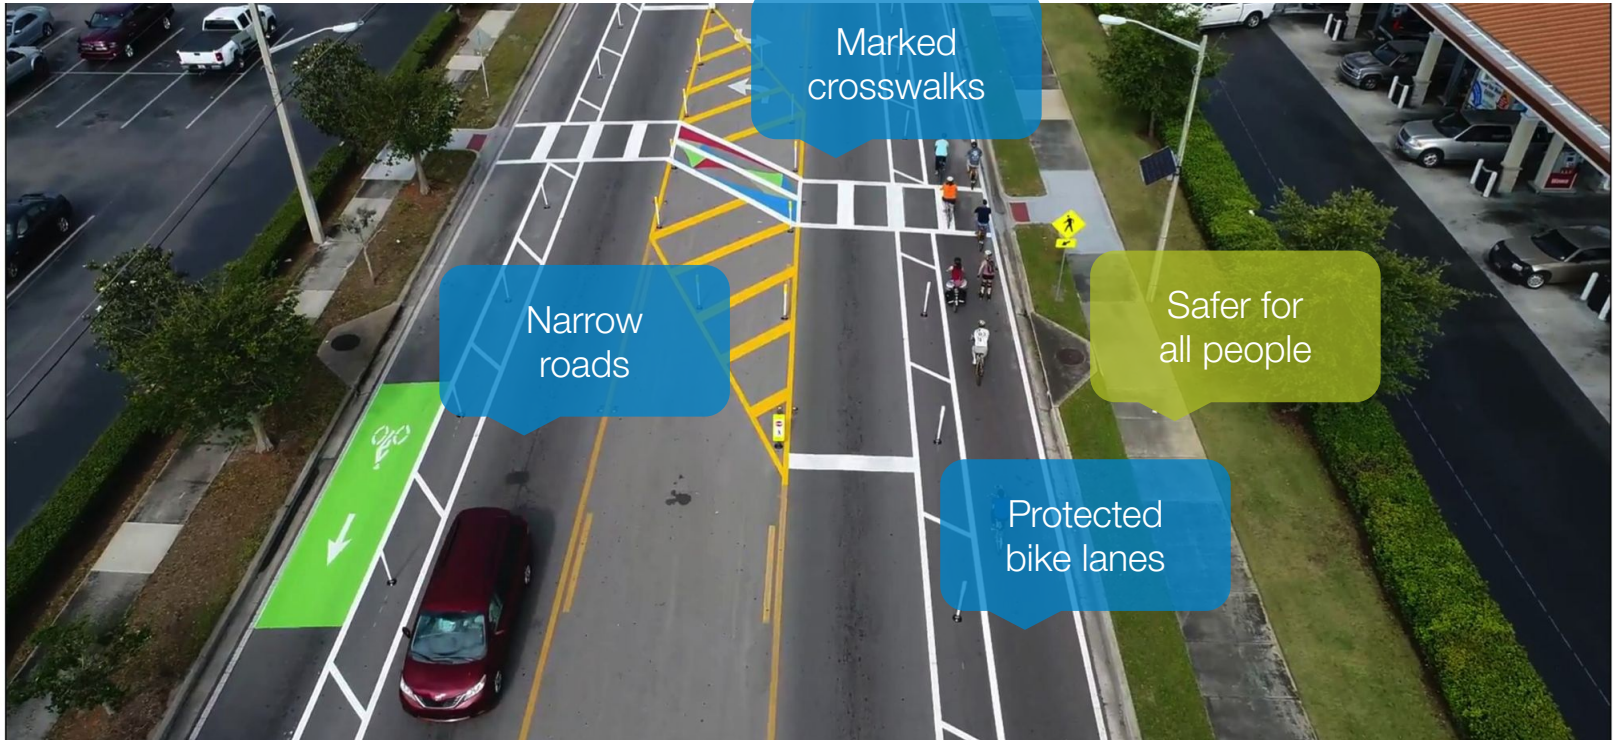 Marked
crosswalks
Narrow
roads
Safer for
all people
Protected
bike lanes